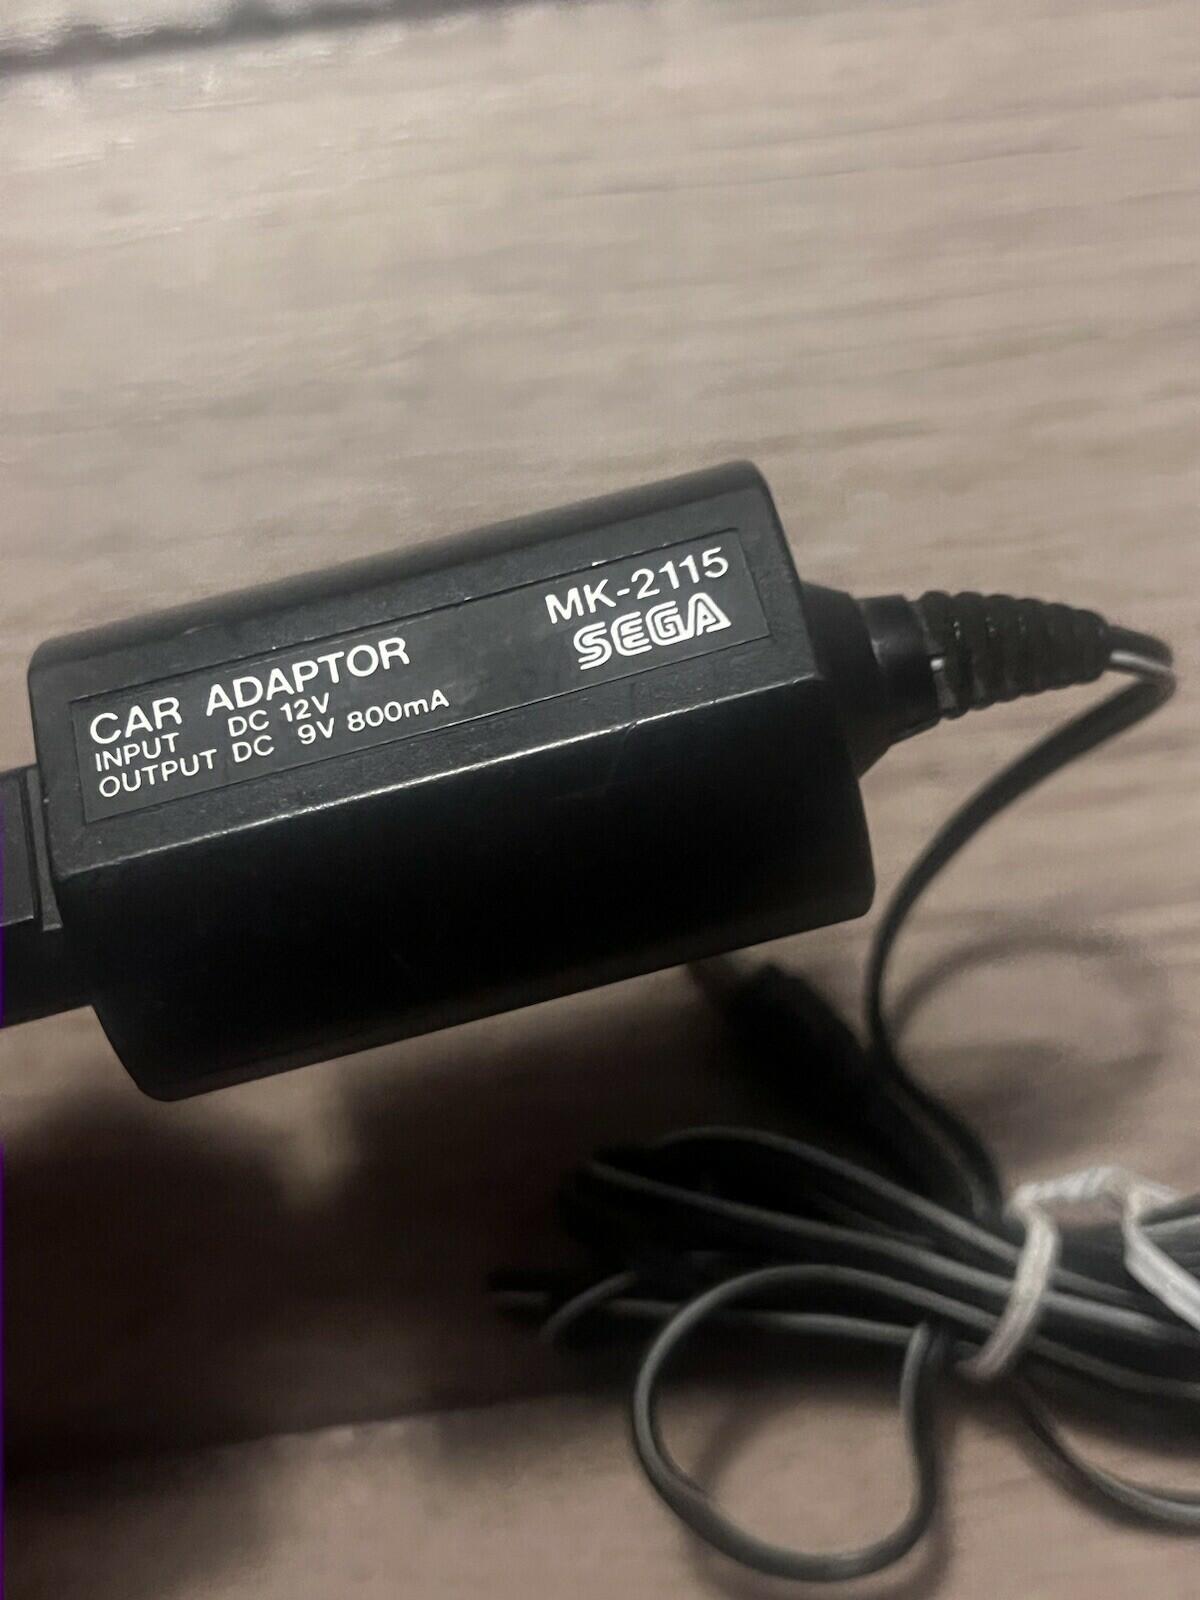 CAR ADAPTOR
INPUT DC 12V
OUTPUT DC 9V 800mA
MK-2115
SEGA